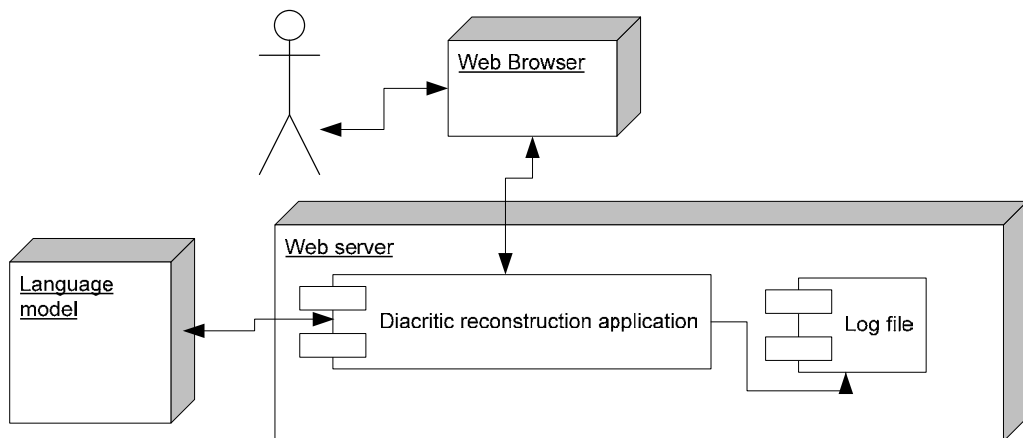 Web Browser
Web server
Language
model
Diacritic reconstruction application
Log file